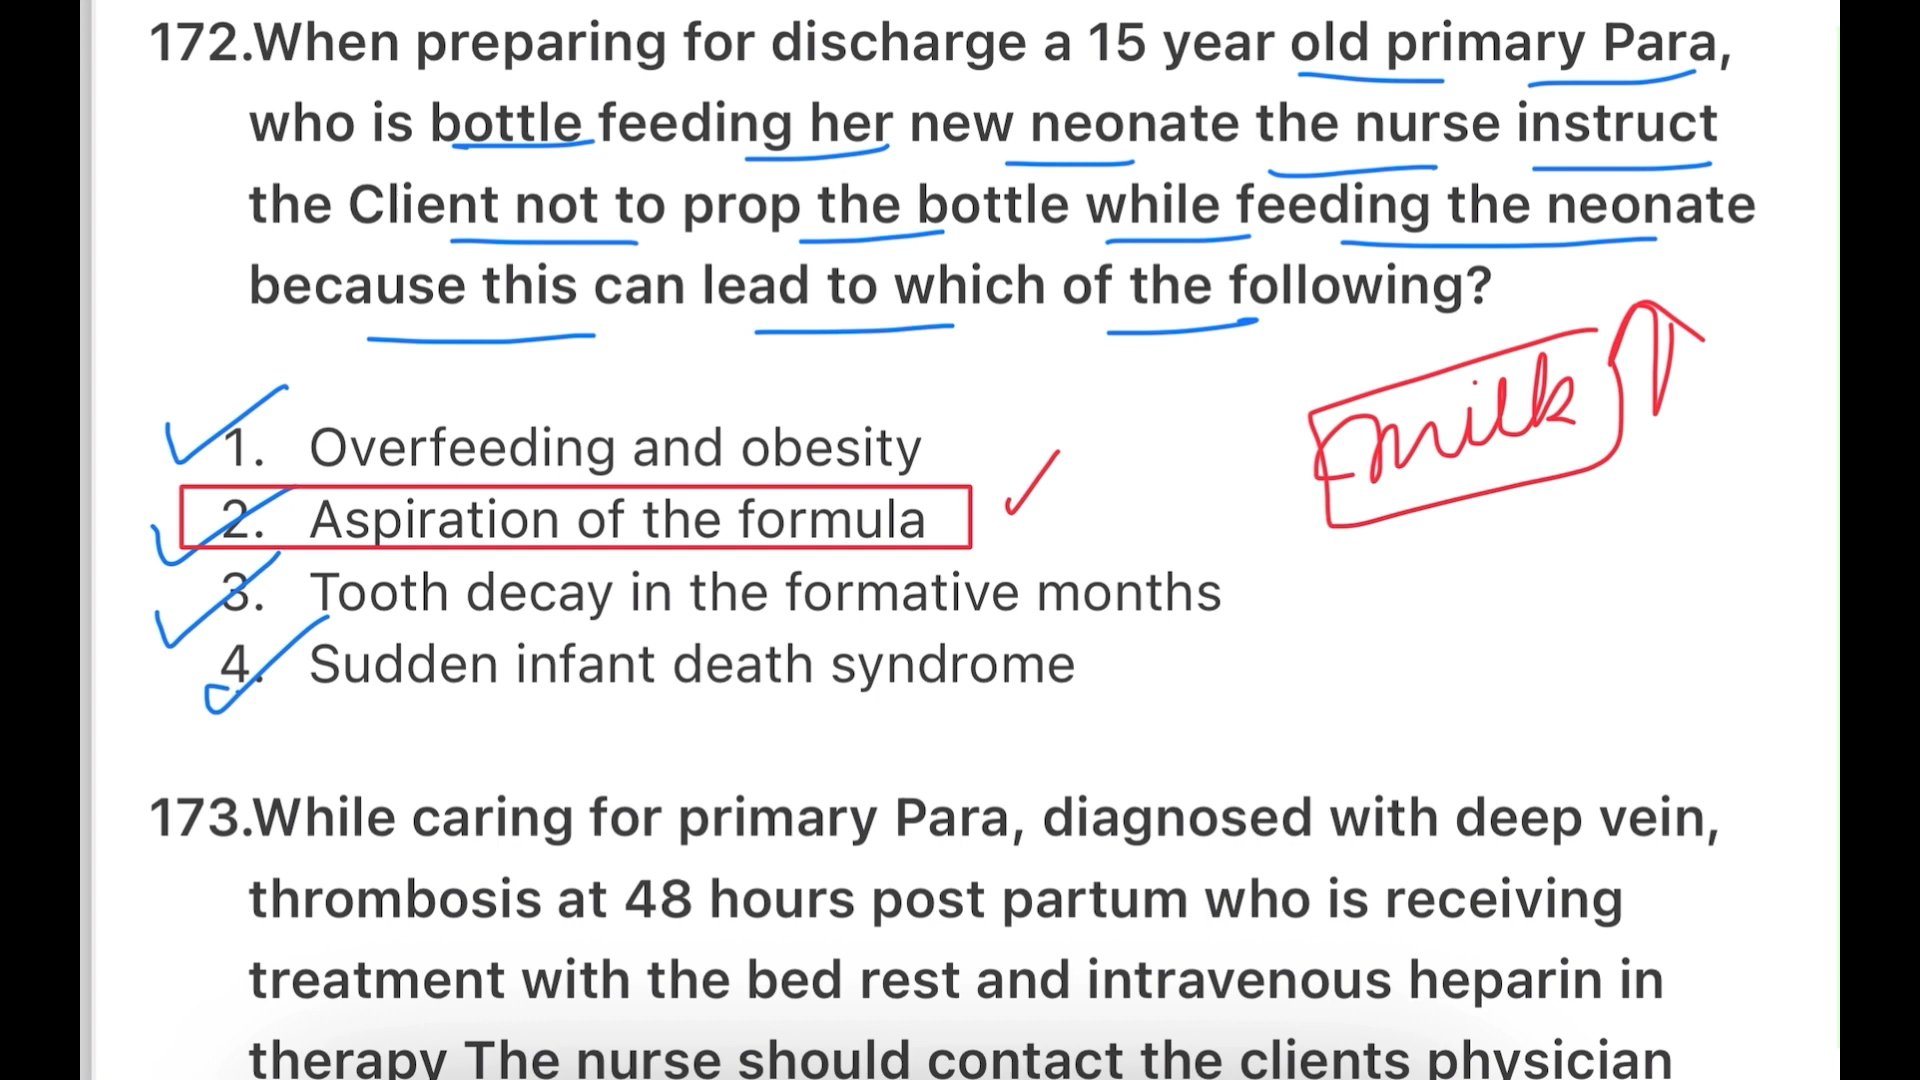 172.When preparing for discharge a 15 year old primary Para,
who is bottle feeding her new neonate the nurse instruct
the Client not to prop the bottle while feeding the neonate
because this can lead to which of the following?
milk
1. Overfeeding and obesity
2. Aspiration of the formula
3. Tooth decay in the formative months
4. Sudden infant death syndrome
173.While caring for primary Para, diagnosed with deep vein,
thrombosis at 48 hours post partum who is receiving
treatment with the bed rest and intravenous heparin in
therapy The nurse should contact the clients physician